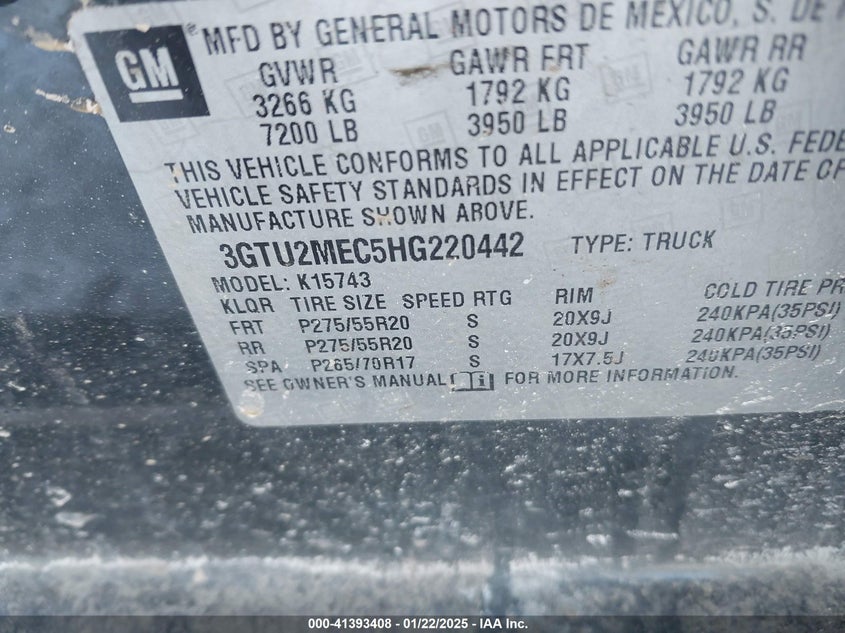 GM
MFD BY GENERAL MOTORS DE MEXICO, S. DE
GVWR GAWR FRT GAWR RR
3266 KG 1792 KG 1792 KG
7200 LB 3950 LB 3950 LB
THIS VEHICLE CONFORMS TO ALL APPLICABLE U.S. FEDE
VEHICLE SAFETY STANDARDS IN EFFECT ON THE DATE OF
MANUFACTURE SHOWN ABOVE.
3GTU2MEC5HG220442 TYPE: TRUCK
MODEL: K15743
KLQR TIRE SIZE SPEED RTG RIM COLD TIRE PR
FRT P275/55R20 S 20X9J 240KPA(35PSI)
RR P275/55R20 S 20X9J 240KPA(35PSI)
SPA P265/70R17 S 17X7.5J 240KPA(35PSI)
SEE OWNER'S MANUAL FOR MORE INFORMATION.
000-41393408 - 01/22/2025 - IAA Inc.